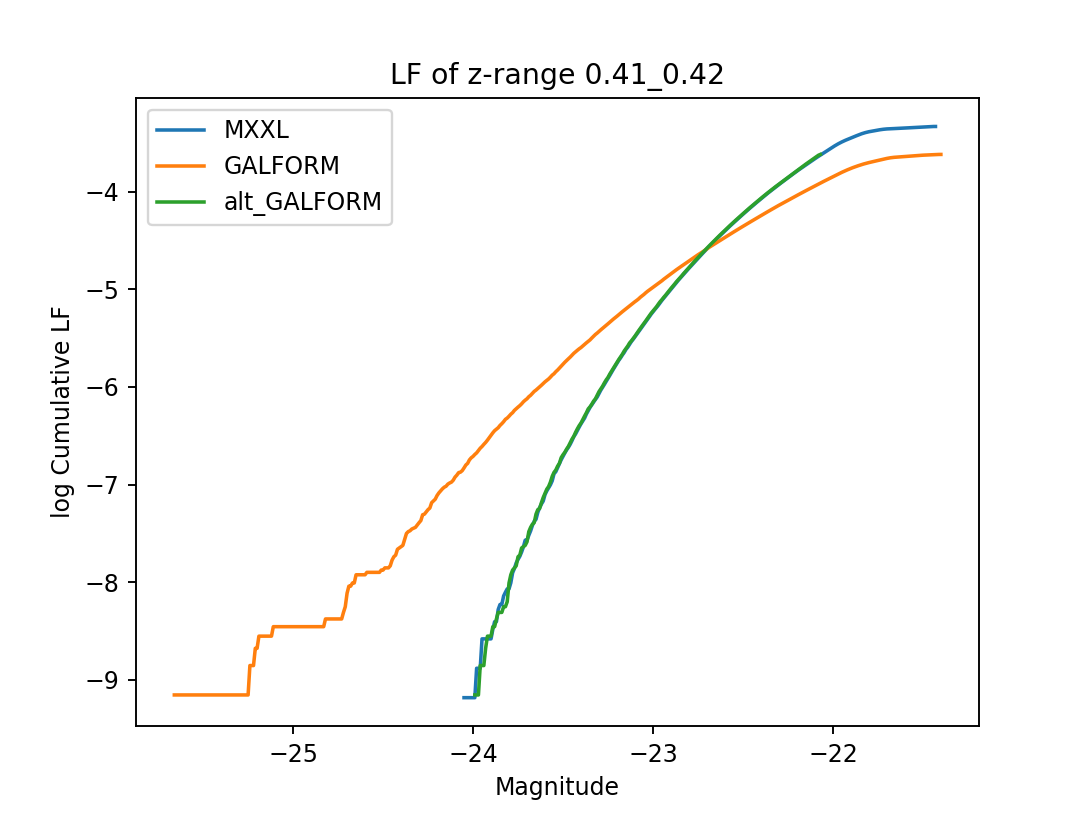 LF of z-range 0.41_0.42
MXXL
GALFORM
alt_GALFORM
log Cumulative LF
−4
−5
−6
−7
−8
−9
−25
−24
−23
−22
Magnitude